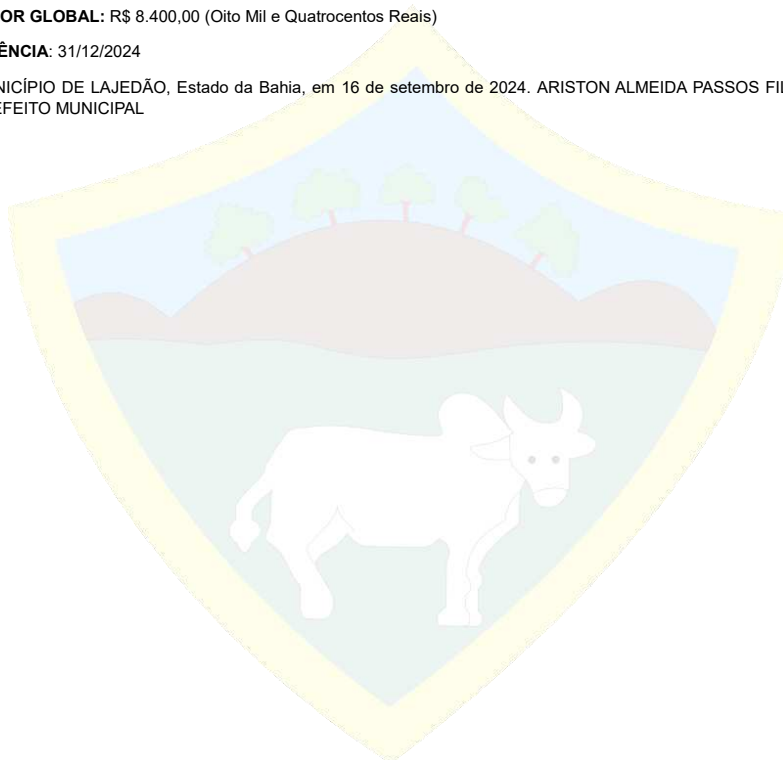 OR GLOBAL: R$ 8.400,00 (Oito Mil e Quatrocentos Reais)
ÊNCIA: 31/12/2024
NICÍPIO DE LAJEDÃO, Estado da Bahia, em 16 de setembro de 2024. ARISTON ALMEIDA PASSOS FIL
EFEITO MUNICIPAL